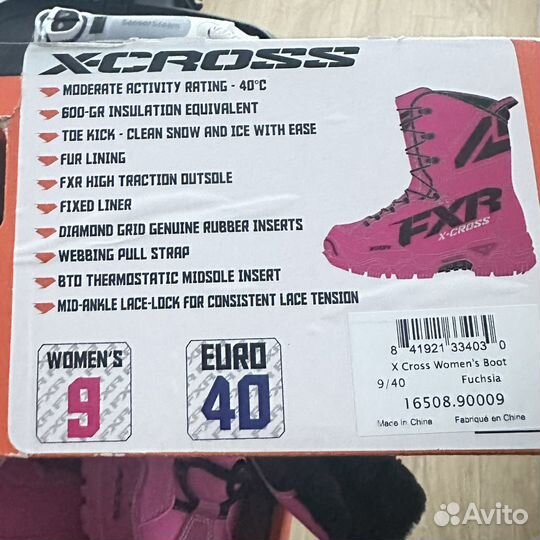 SensorSteam
X-CROSS
MODERATE ACTIVITY RATING - 40°C
600-GR INSULATION EQUIVALENT
TOE KICK - CLEAN SNOW AND ICE WITH EASE
FUR LINING
FXR HIGH TRACTION OUTSOLE
FIXED LINER
DIAMOND GRID GENUINE RUBBER INSERTS
WEBBING PULL STRAP
BTO THERMOSTATIC MIDSOLE INSERT
MID-ANKLE LACE-LOCK FOR CONSISTENT LACE TENSION
FXR
X-CROSS
WOMEN'S
9
EURO
40
8 41921 33403 0
X Cross Women's Boot
9/40 Fuchsia
16508.90009
Made in China Fabriqué en Chine
Avito